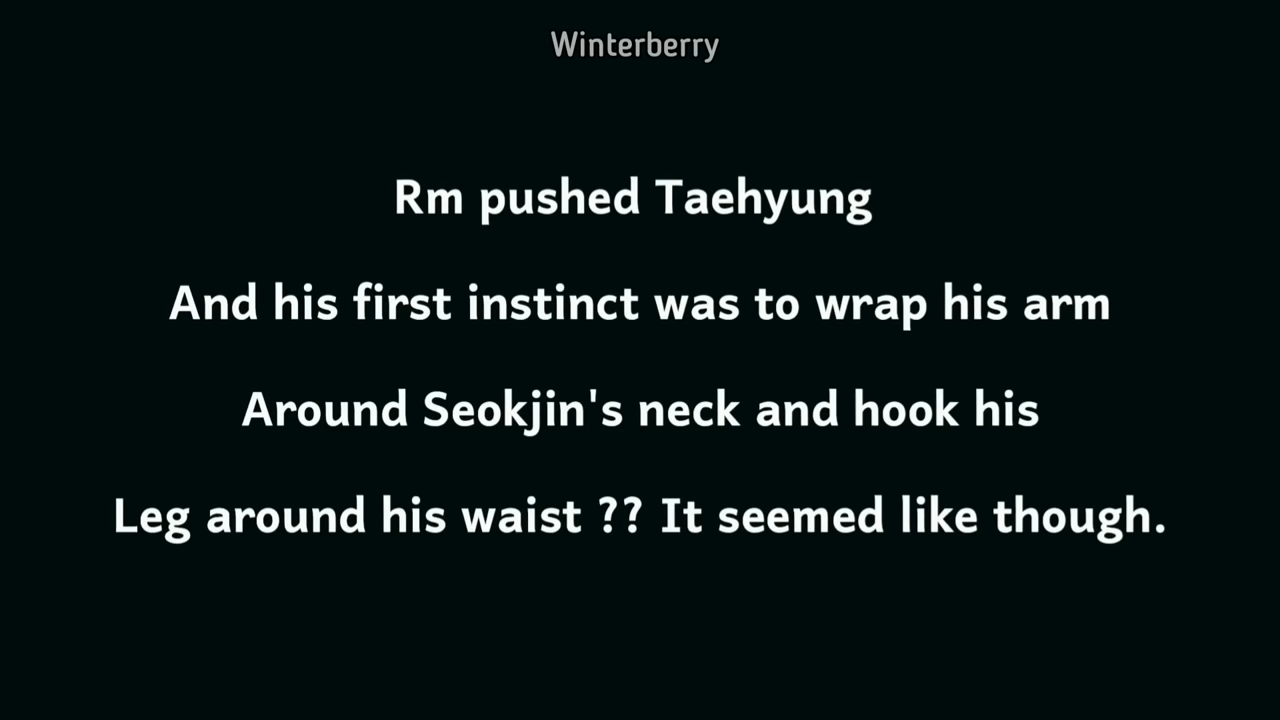 Winterberry
Rm pushed Taehyung
And his first instinct was to wrap his arm
Around Seokjin's neck and hook his
Leg around his waist ?? It seemed like though.